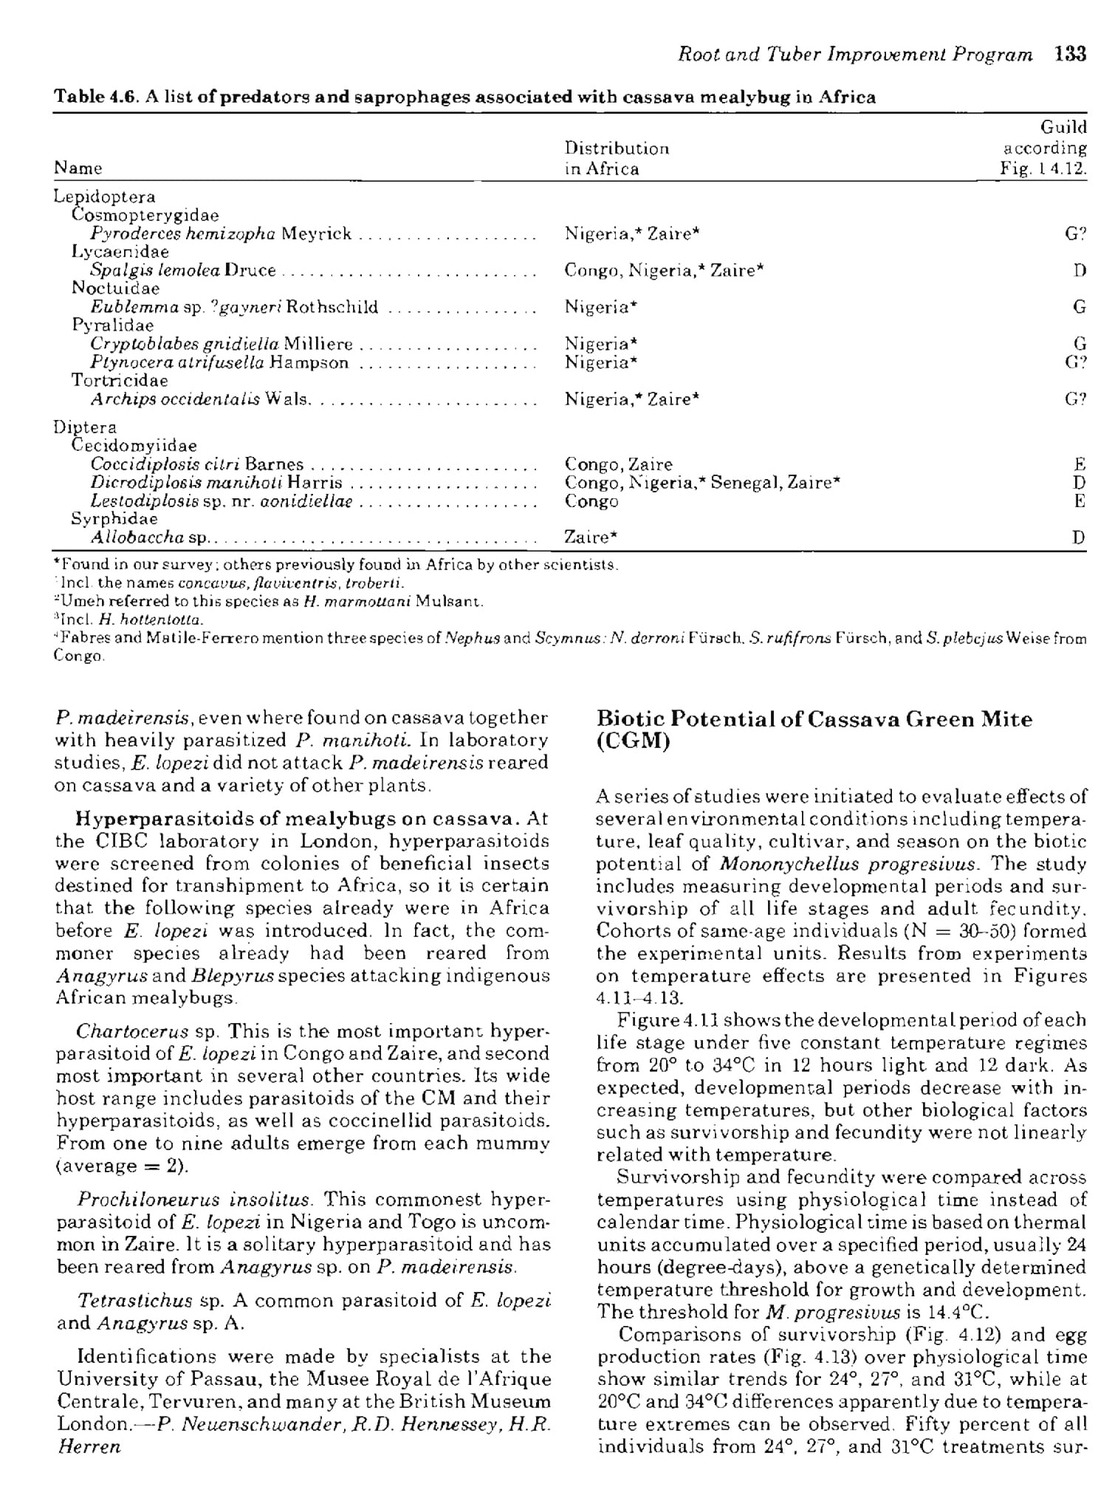 Root and Tuber Improvement Program 133
Table 4.6. A list of predators and saprophages associated with cassava mealybug in Africa
Guild
Distribution according
Name in Africa Fig. 1 4.12.
Lepidoptera
Cosmopterygidae
Pyroderces hemizopha Meyrick . . . . . . . . . . . . . . . . . . . Nigeria,* Zaire* G?
Lycaenidae
Spalgis lemolea Druce . . . . . . . . . . . . . . . . . . . . . . . . . . . Congo, Nigeria,* Zaire* D
Noctuidae
Eublemma sp. ?gayneri Rothschild . . . . . . . . . . . . . . . . Nigeria* G
Pyralidae
Cryptoblabes gnidiella Milliere . . . . . . . . . . . . . . . . . . . Nigeria* G
Ptynocera atrifusella Hampson . . . . . . . . . . . . . . . . . . . Nigeria* G?
Tortricidae
Archips occidentalis Wals. . . . . . . . . . . . . . . . . . . . . . . . Nigeria,* Zaire* G?
Diptera
Cecidomyiidae
Coccidiplosis citri Barnes . . . . . . . . . . . . . . . . . . . . . . . . Congo, Zaire E
Dicrodiplosis manihoti Harris . . . . . . . . . . . . . . . . . . . . Congo, Nigeria,* Senegal, Zaire* D
Lestodiplosis sp. nr. aonidiellae . . . . . . . . . . . . . . . . . . . Congo E
Syrphidae
Allobaccha sp. . . . . . . . . . . . . . . . . . . . . . . . . . . . . . . . . . . Zaire* D
*Found in our survey; others previously found in Africa by other scientists.
Incl. the names concavus, flaviventris, troberti.
²Umeh referred to this species as H. marmottani Mulsant.
³Incl. H. hottentotta.
⁴Fabres and Matile-Ferrero mention three species of Nephus and Scymnus: N. derroni Fürsch, S. rufifrons Fürsch, and S. plebejus Weise from
Congo.
P. madeirensis, even where found on cassava together
with heavily parasitized P. manihoti. In laboratory
studies, E. lopezi did not attack P. madeirensis reared
on cassava and a variety of other plants.
Hyperparasitoids of mealybugs on cassava. At
the CIBC laboratory in London, hyperparasitoids
were screened from colonies of beneficial insects
destined for transhipment to Africa, so it is certain
that the following species already were in Africa
before E. lopezi was introduced. In fact, the com-
moner species already had been reared from
Anagyrus and Blepyrus species attacking indigenous
African mealybugs.
Chartocerus sp. This is the most important hyper-
parasitoid of E. lopezi in Congo and Zaire, and second
most important in several other countries. Its wide
host range includes parasitoids of the CM and their
hyperparasitoids, as well as coccinellid parasitoids.
From one to nine adults emerge from each mummy
(average = 2).
Prochiloneurus insolitus. This commonest hyper-
parasitoid of E. lopezi in Nigeria and Togo is uncom-
mon in Zaire. It is a solitary hyperparasitoid and has
been reared from Anagyrus sp. on P. madeirensis.
Tetrastichus sp. A common parasitoid of E. lopezi
and Anagyrus sp. A.
Identifications were made by specialists at the
University of Passau, the Musee Royal de l'Afrique
Centrale, Tervuren, and many at the British Museum
London.—P. Neuenschwander, R.D. Hennessey, H.R.
Herren
Biotic Potential of Cassava Green Mite
(CGM)
A series of studies were initiated to evaluate effects of
several environmental conditions including tempera-
ture, leaf quality, cultivar, and season on the biotic
potential of Mononychellus progresivus. The study
includes measuring developmental periods and sur-
vivorship of all life stages and adult fecundity.
Cohorts of same-age individuals (N = 30–50) formed
the experimental units. Results from experiments
on temperature effects are presented in Figures
4.11–4.13.
Figure 4.11 shows the developmental period of each
life stage under five constant temperature regimes
from 20° to 34°C in 12 hours light and 12 dark. As
expected, developmental periods decrease with in-
creasing temperatures, but other biological factors
such as survivorship and fecundity were not linearly
related with temperature.
Survivorship and fecundity were compared across
temperatures using physiological time instead of
calendar time. Physiological time is based on thermal
units accumulated over a specified period, usually 24
hours (degree-days), above a genetically determined
temperature threshold for growth and development.
The threshold for M. progresivus is 14.4°C.
Comparisons of survivorship (Fig. 4.12) and egg
production rates (Fig. 4.13) over physiological time
show similar trends for 24°, 27°, and 31°C, while at
20°C and 34°C differences apparently due to tempera-
ture extremes can be observed. Fifty percent of all
individuals from 24°, 27°, and 31°C treatments sur-